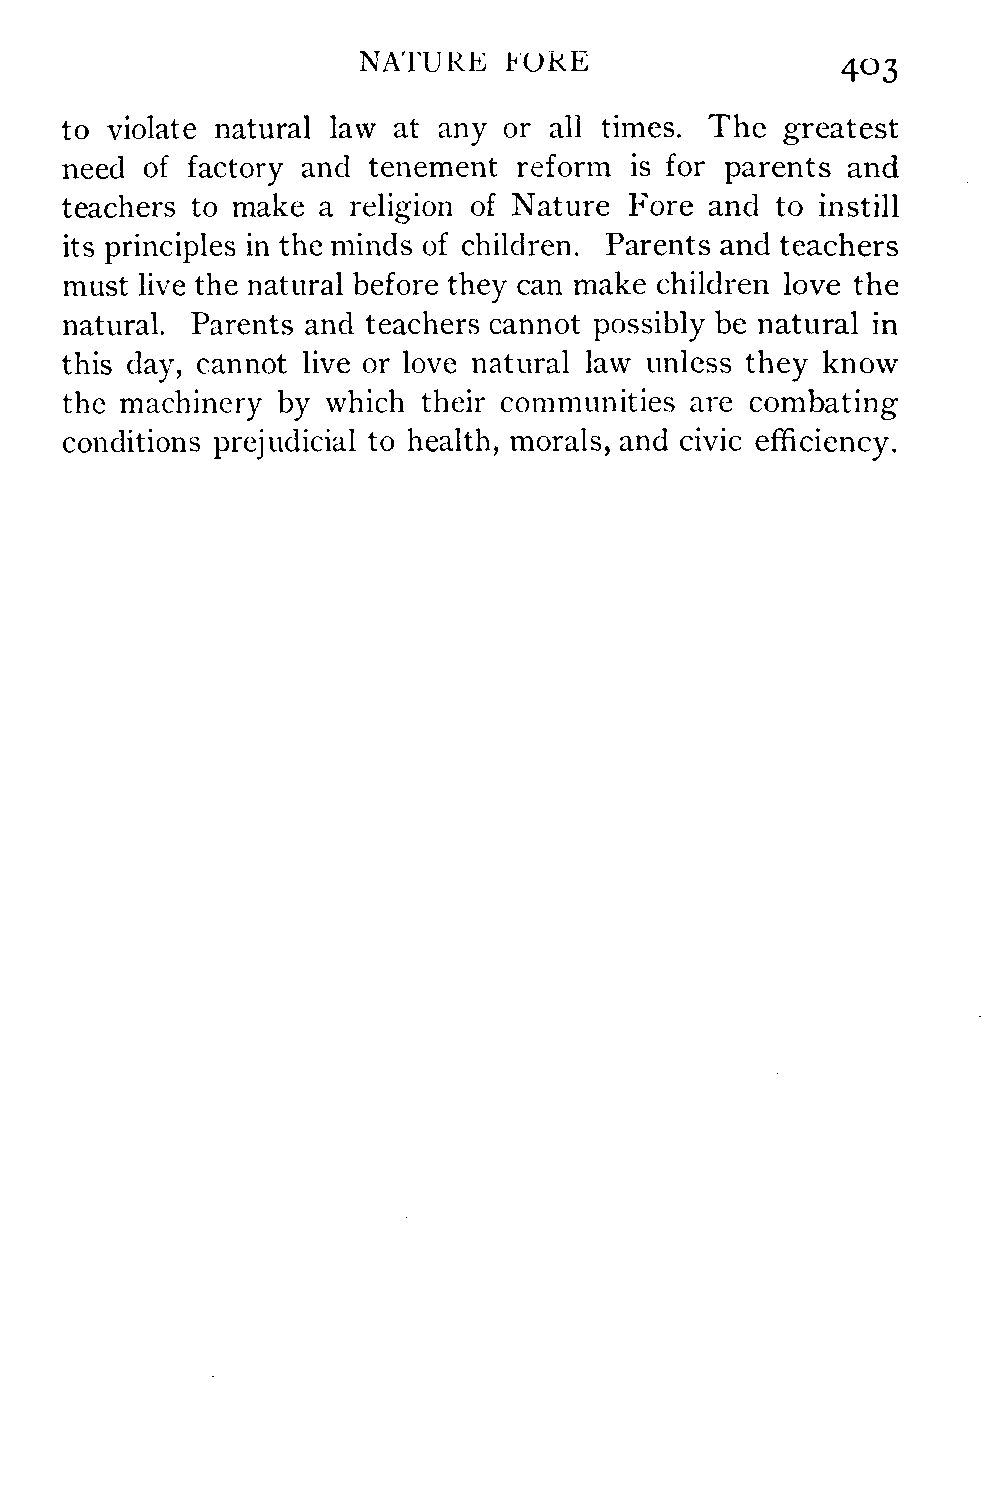 NATURE FORE 403
to violate natural law at any or all times. The greatest
need of factory and tenement reform is for parents and
teachers to make a religion of Nature Fore and to instill
its principles in the minds of children. Parents and teachers
must live the natural before they can make children love the
natural. Parents and teachers cannot possibly be natural in
this day, cannot live or love natural law unless they know
the machinery by which their communities are combating
conditions prejudicial to health, morals, and civic efficiency.